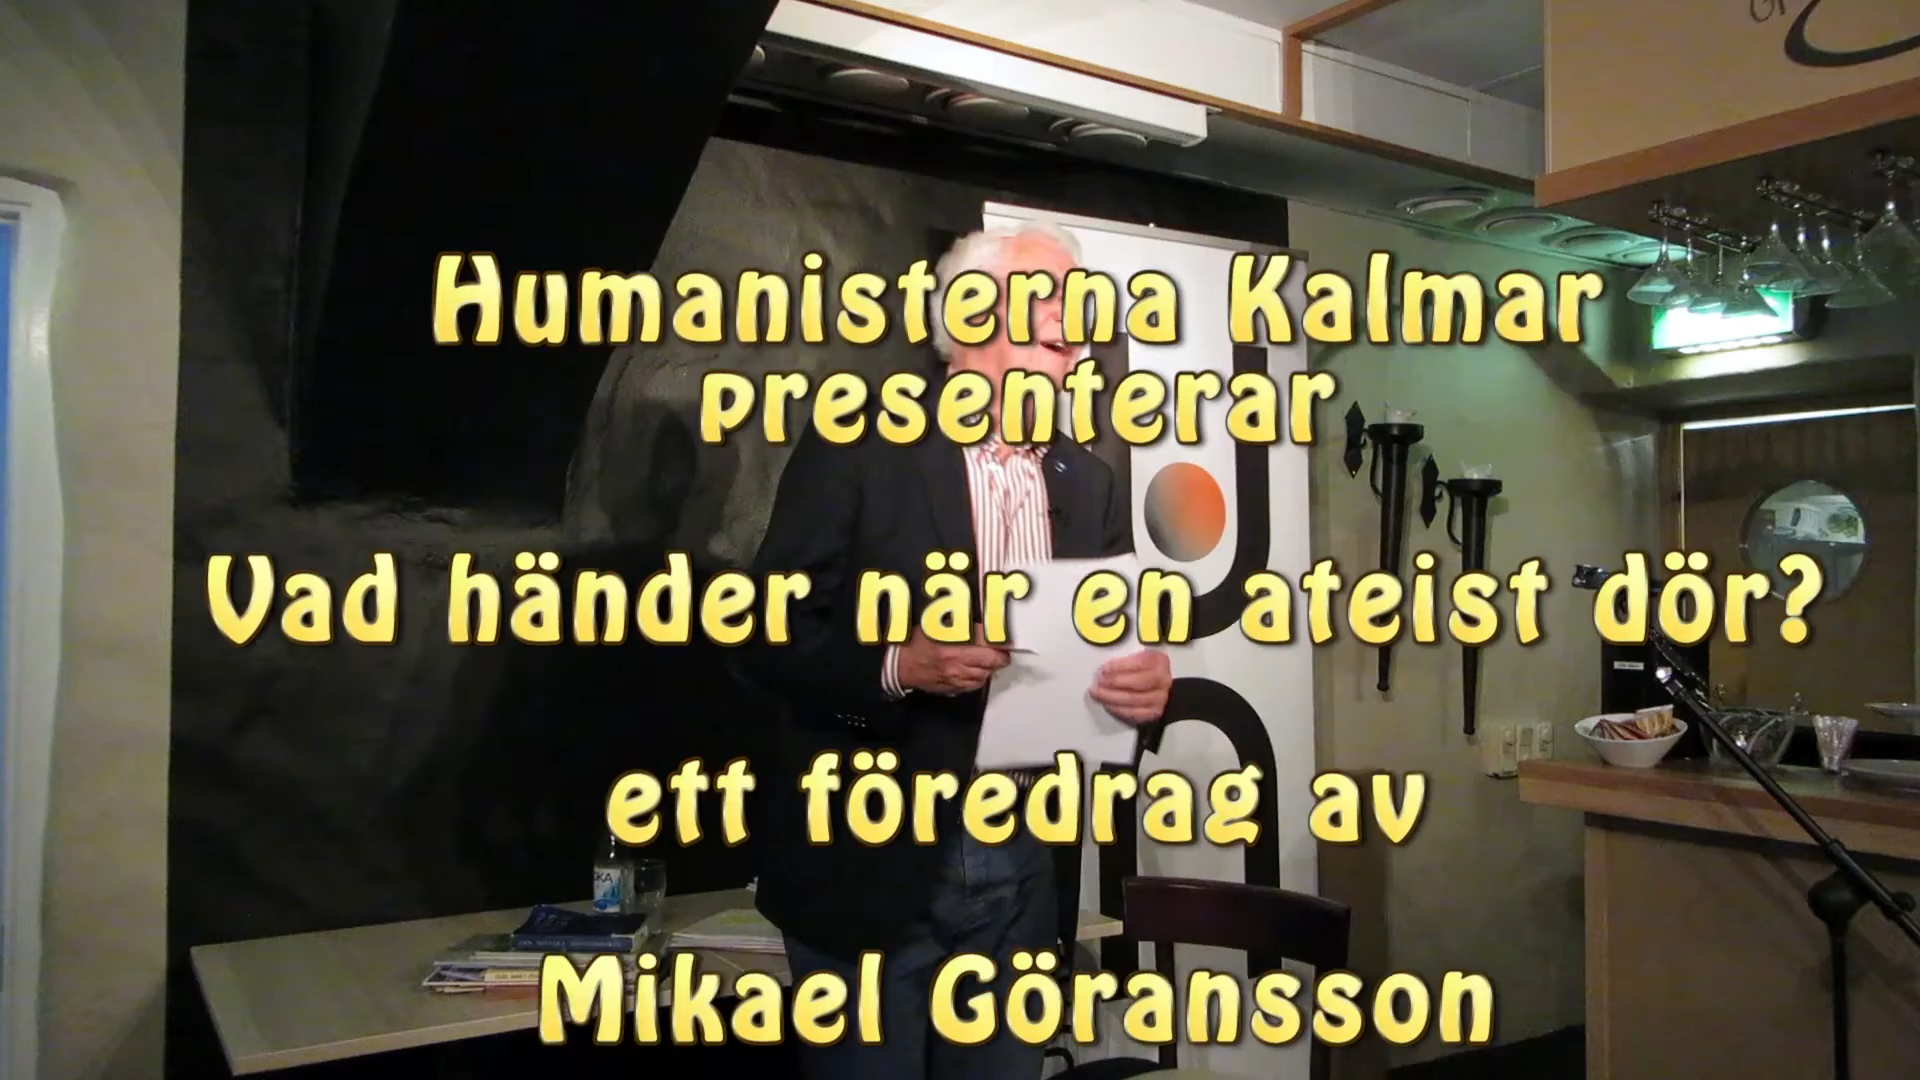 Humanisterna Kalmar
presenterar
Vad händer när en ateist dör?
ett föredrag av
Mikael Göransson